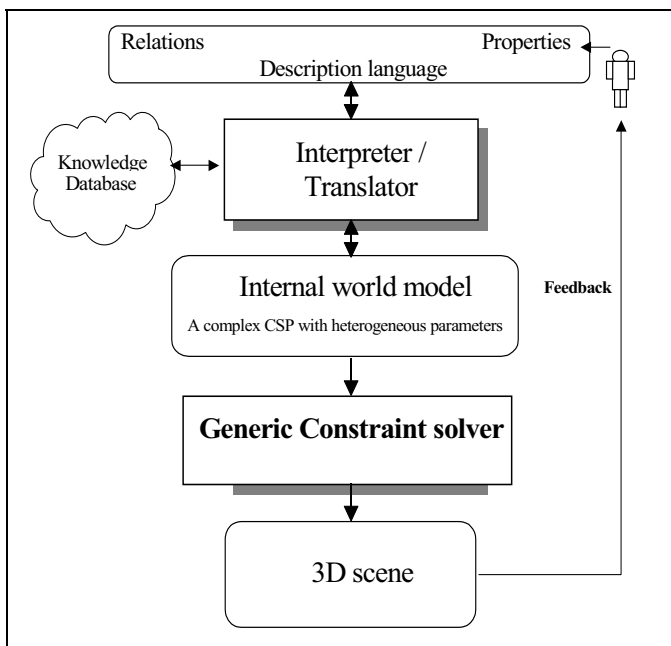 Relations Properties
Description language
Interpreter /
Translator
Knowledge
Database
Internal world model
A complex CSP with heterogeneous parameters
Feedback
Generic Constraint solver
3D scene